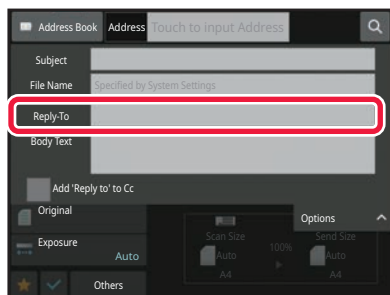 Address Book Address Touch to input Address
Subject
File Name Specified by System Settings
Reply-To
Body Text
Add 'Reply to' to Cc
Original
Options
Exposure
Auto
Scan Size 100% Send Size
Auto Auto
A4 A4
Others